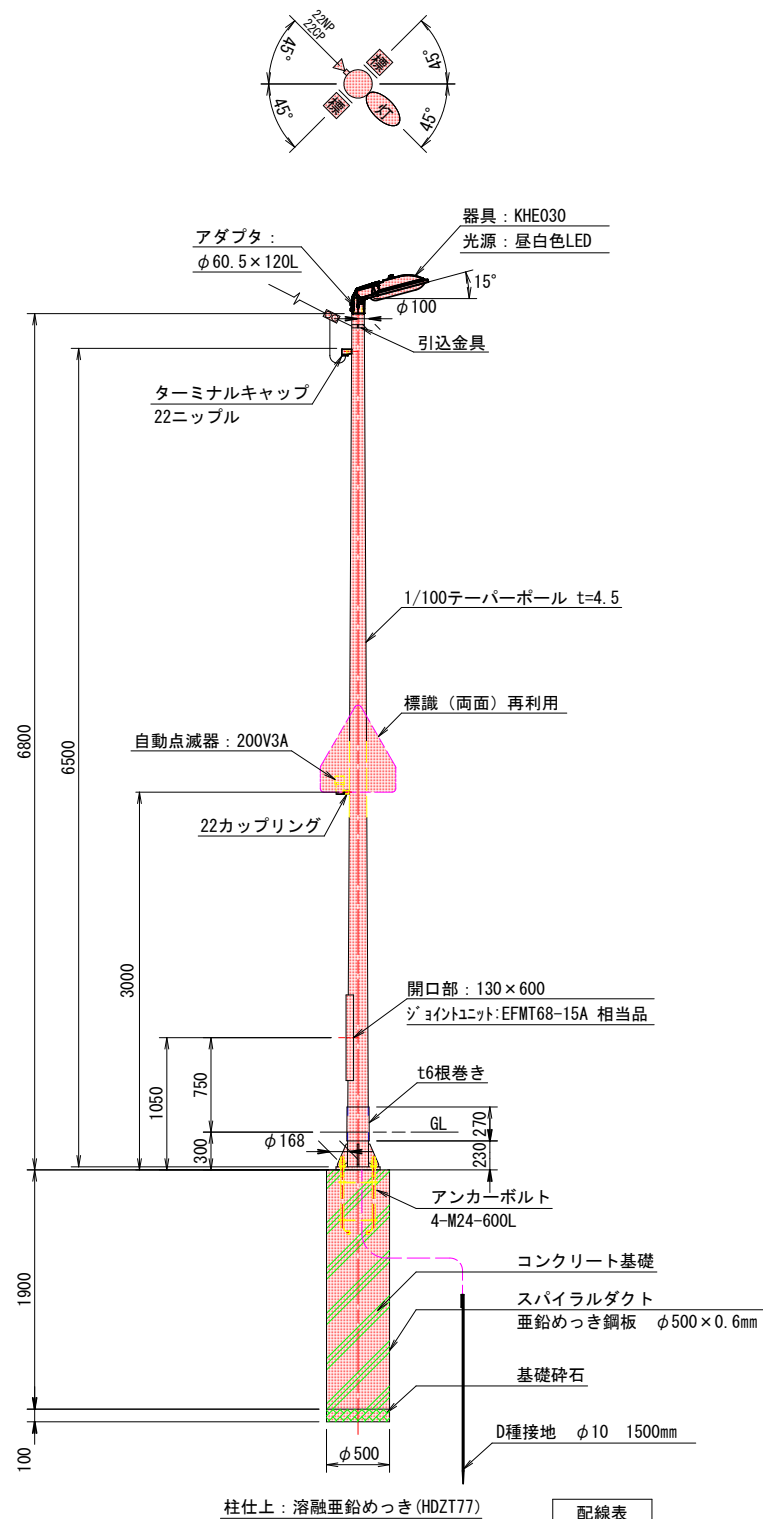 22NP
22CP
45°
45°
45°
45°
標
標
灯
器具：KHE030
光源：昼白色LED
アダプタ：
φ60.5×120L
15°
φ100
引込金具
ターミナルキャップ
22ニップル
1/100テーパーポール t=4.5
標識（両面）再利用
自動点滅器：200V3A
22カップリング
6800
6500
3000
開口部：130×600
ｼﾞｮｲﾝﾄﾕﾆｯﾄ:EFMT68-15A 相当品
t6根巻き
1050
750
300
GL
270
230
φ168
アンカーボルト
4-M24-600L
コンクリート基礎
スパイラルダクト
亜鉛めっき鋼板 φ500×0.6mm
基礎砕石
1900
100
φ500
D種接地 φ10 1500mm
柱仕上：溶融亜鉛めっき(HDZT77)
配線表